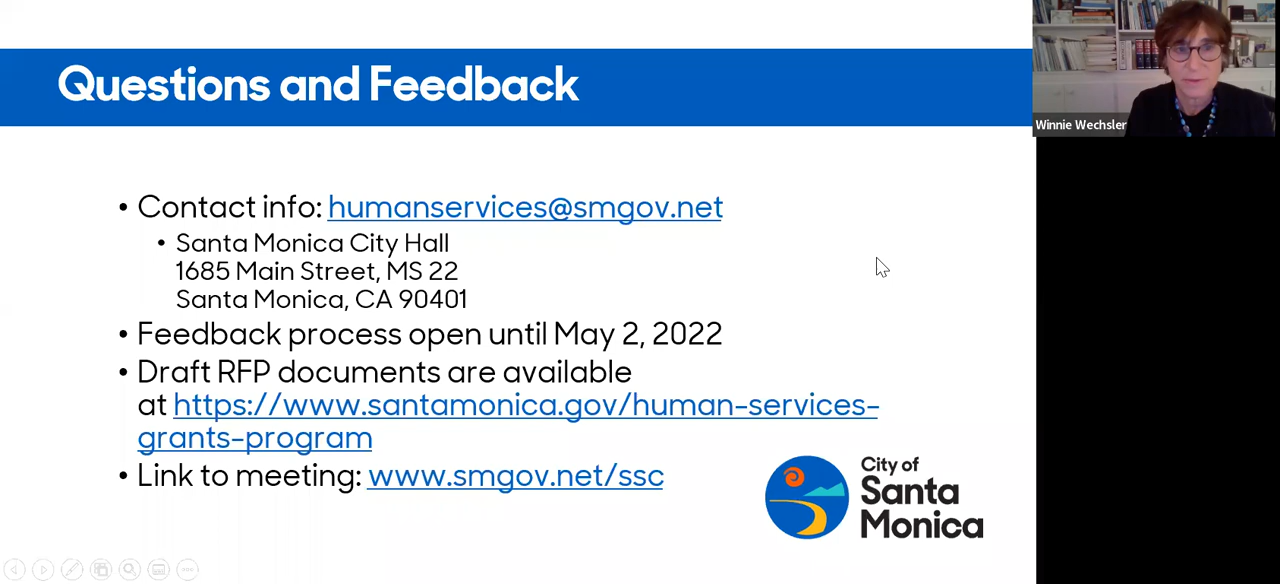 Questions and Feedback
Winnie Wechsler
• Contact info: humanservices@smgov.net
• Santa Monica City Hall
1685 Main Street, MS 22
Santa Monica, CA 90401
• Feedback process open until May 2, 2022
• Draft RFP documents are available
at https://www.santamonica.gov/human-services-
grants-program
• Link to meeting: www.smgov.net/ssc
City of
Santa
Monica